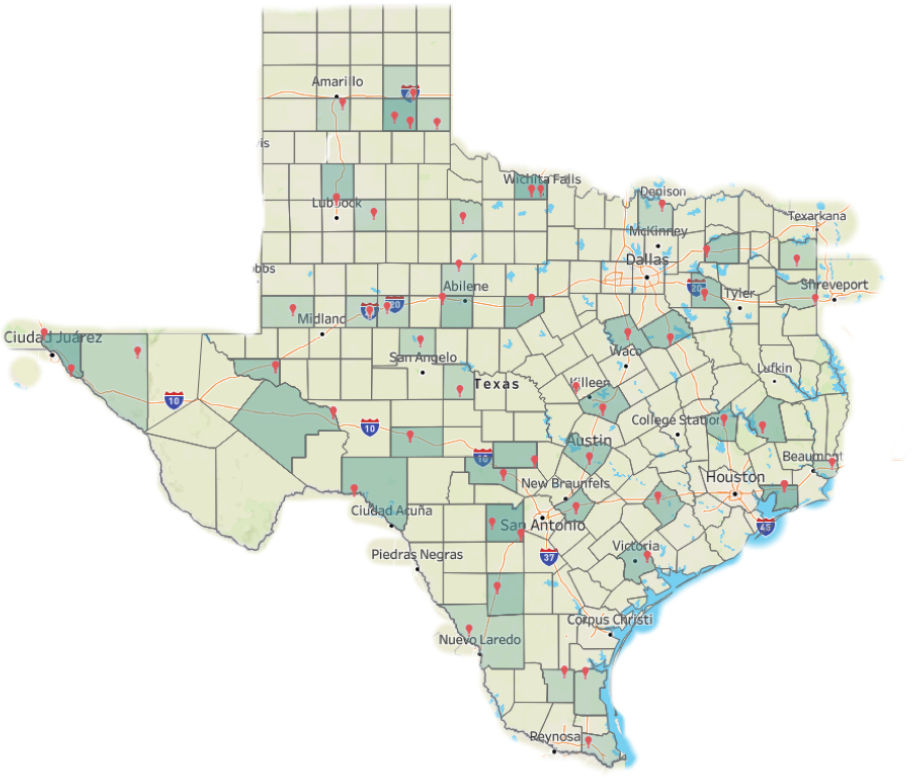 Amarillo
is
Wichita Falls
Lubbock
Denison
Texarkana
McKinney
Dallas
obbs
Abilene
20
Tyler
Shreveport
20
Midland
Ciudad Juárez
Waco
San Angelo
Lufkin
Texas
Killeen
10
College Station
10
Austin
10
Beaumont
New Braunfels
Houston
Ciudad Acuña
San Antonio
45
Piedras Negras
37
Victoria
Corpus Christi
Nuevo Laredo
Reynosa